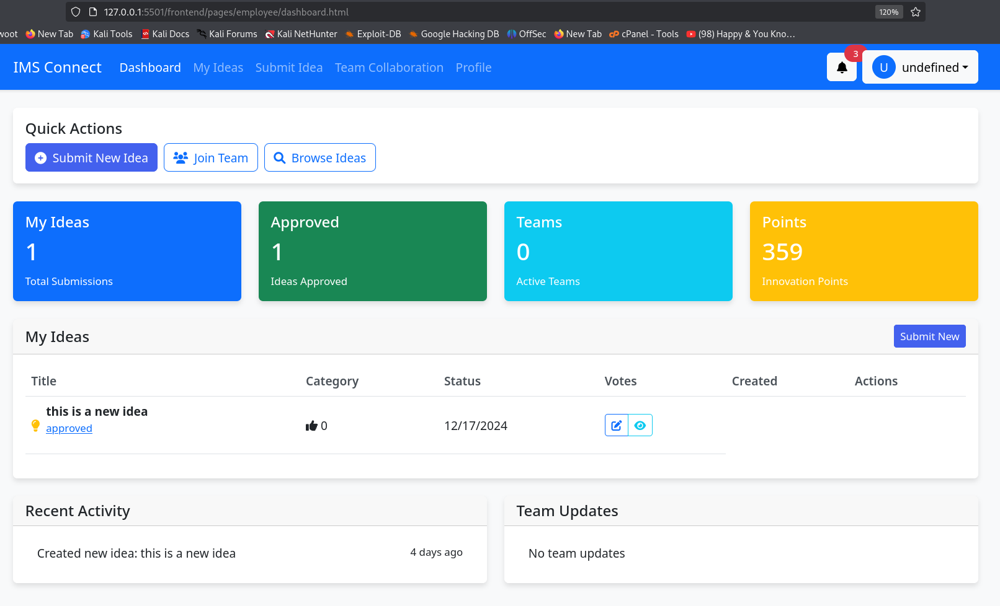 127.0.0.1:5501/frontend/pages/employee/dashboard.html 120%
woot New Tab Kali Tools Kali Docs Kali Forums Kali NetHunter Exploit-DB Google Hacking DB OffSec New Tab cPanel - Tools (98) Happy & You Kno…
IMS Connect Dashboard My Ideas Submit Idea Team Collaboration Profile 3 U undefined
Quick Actions
Submit New Idea Join Team Browse Ideas
My Ideas Approved Teams Points
1 1 0 359
Total Submissions Ideas Approved Active Teams Innovation Points
My Ideas Submit New
Title Category Status Votes Created Actions
this is a new idea
approved 0 12/17/2024
Recent Activity Team Updates
Created new idea: this is a new idea 4 days ago No team updates